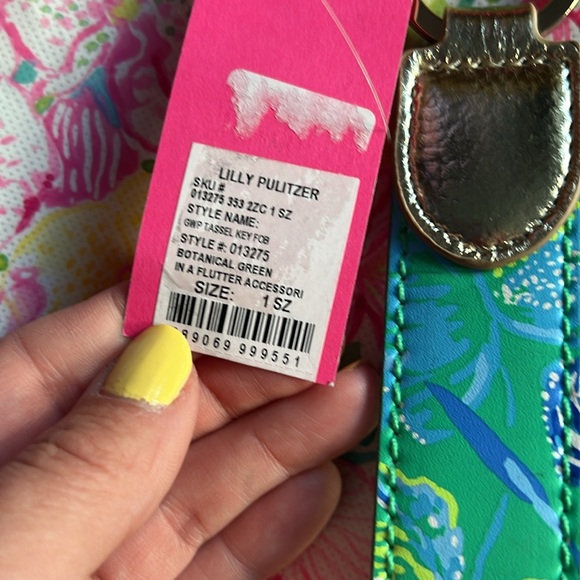 LILLY PULITZER
SKU #
013275 353 2ZC 1 SZ
STYLE NAME:
GWP TASSEL KEY FOB
STYLE #: 013275
BOTANICAL GREEN
IN A FLUTTER ACCESSORI
SIZE: 1 SZ
89069 999551